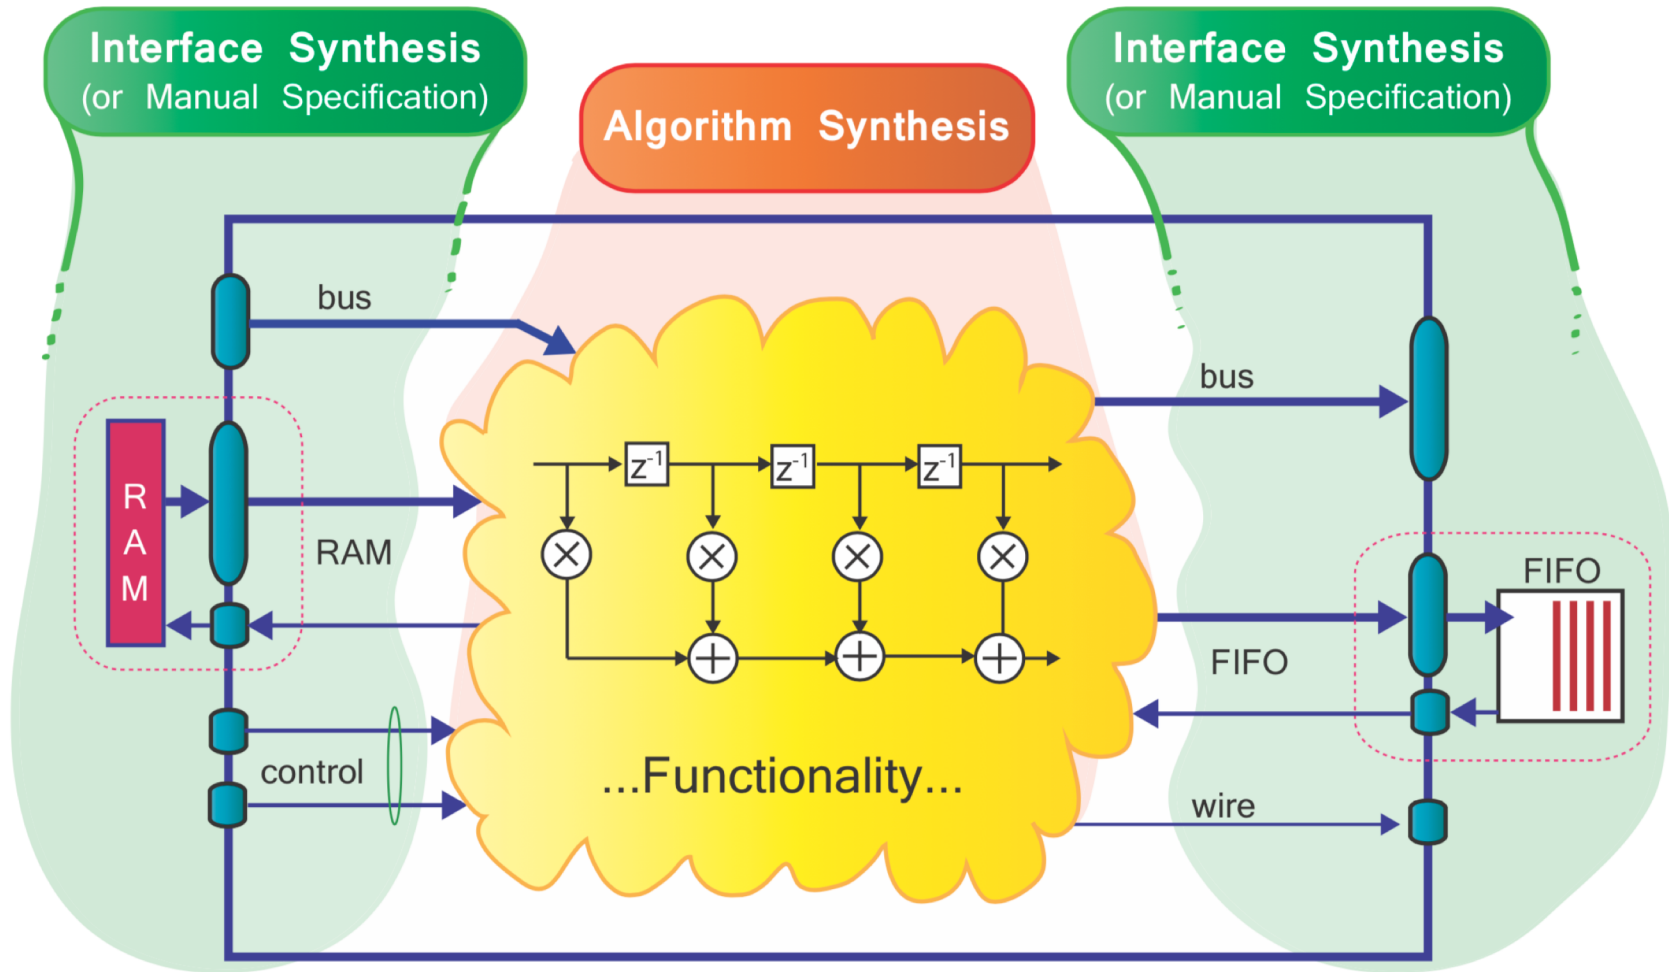 Interface Synthesis
(or Manual Specification)
Algorithm Synthesis
Interface Synthesis
(or Manual Specification)
bus
bus
z⁻¹
z⁻¹
z⁻¹
R
A
M
RAM
FIFO
FIFO
control
...Functionality...
wire